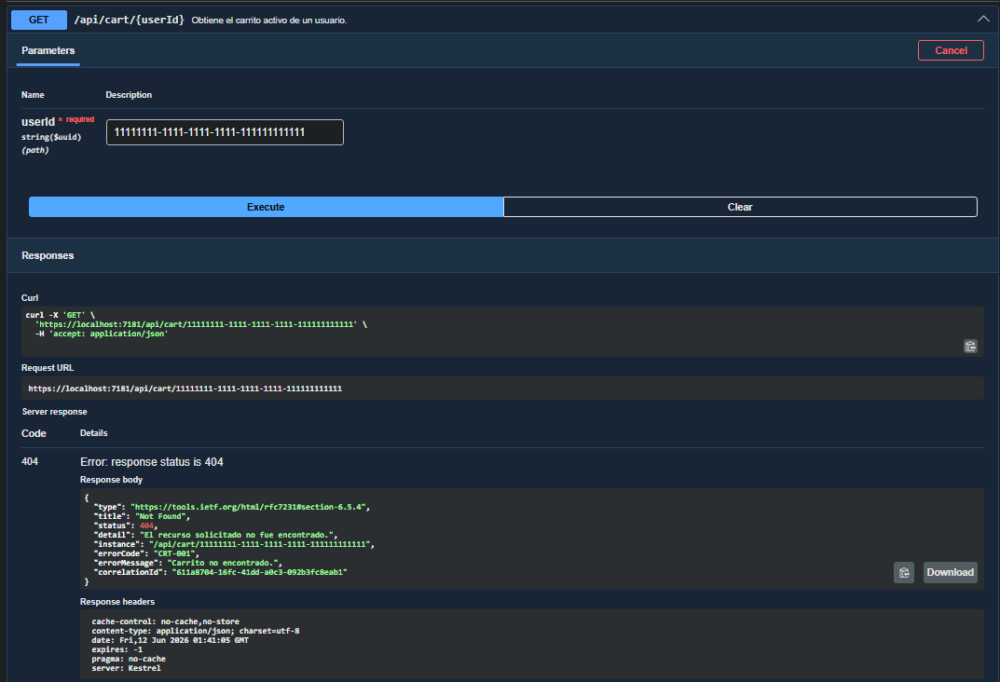 GET /api/cart/{userId} Obtiene el carrito activo de un usuario.
Parameters
Cancel
Name Description
userId * required
string($uuid)
(path)
11111111-1111-1111-1111-111111111111
Execute Clear
Responses
Curl
curl -X 'GET' \
'https://localhost:7181/api/cart/11111111-1111-1111-1111-111111111111' \
-H 'accept: application/json'
Request URL
https://localhost:7181/api/cart/11111111-1111-1111-1111-111111111111
Server response
Code Details
404 Error: response status is 404
Response body
{
"type": "https://tools.ietf.org/html/rfc7231#section-6.5.4",
"title": "Not Found",
"status": 404,
"detail": "El recurso solicitado no fue encontrado.",
"instance": "/api/cart/11111111-1111-1111-1111-111111111111",
"errorCode": "CRT-001",
"errorMessage": "Carrito no encontrado.",
"correlationId": "611a8704-16fc-41dd-a0c3-092b3fc8eab1"
}
Download
Response headers
cache-control: no-cache,no-store
content-type: application/json; charset=utf-8
date: Fri,12 Jun 2026 01:41:05 GMT
expires: -1
pragma: no-cache
server: Kestrel